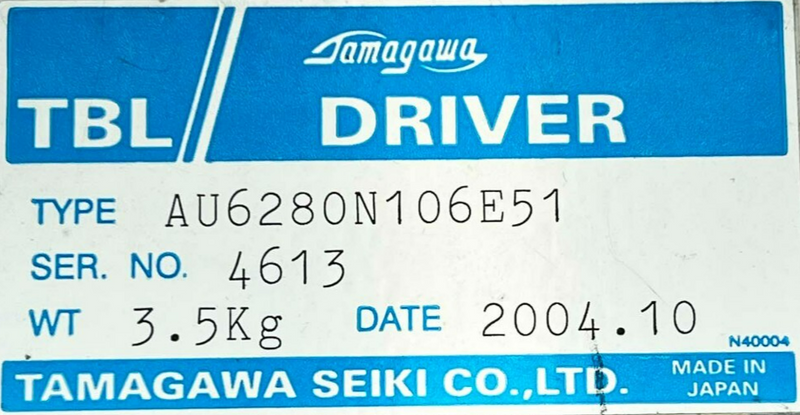 Tamagawa
TBL DRIVER
TYPE AU6280N106E51
SER. NO. 4613
WT 3.5Kg DATE 2004.10
N40004
TAMAGAWA SEIKI CO.,LTD. MADE IN
JAPAN